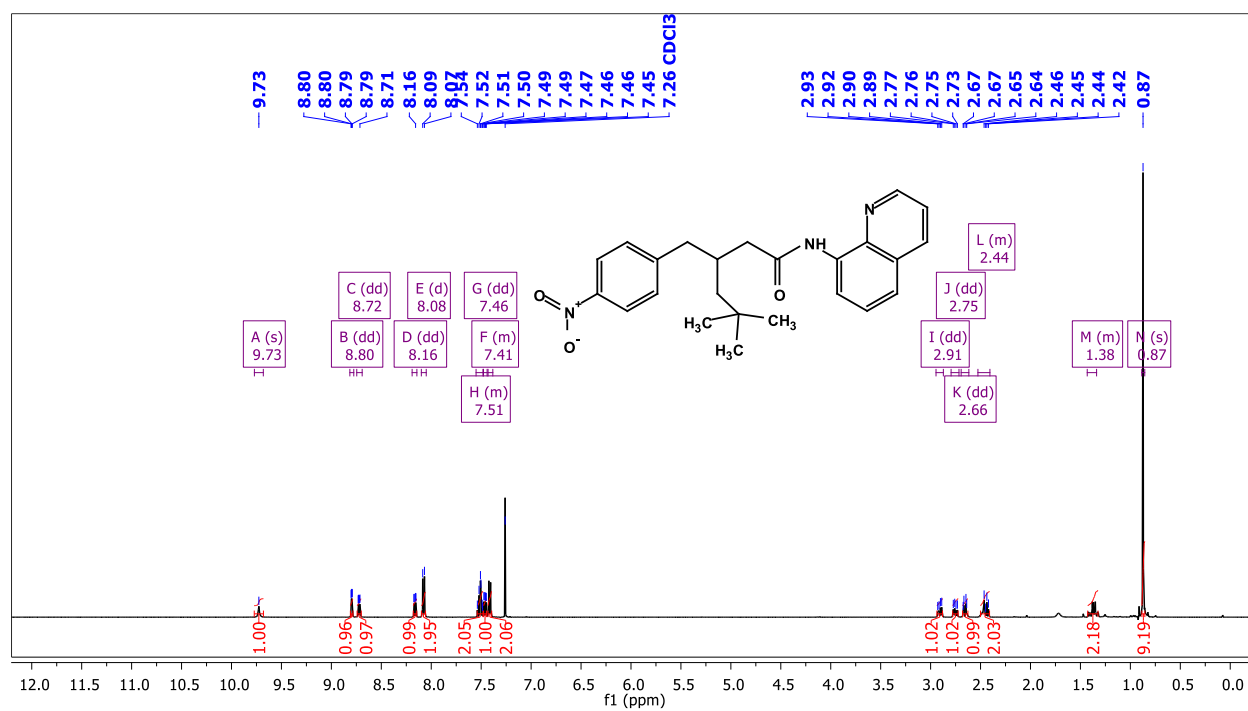 9.73
8.80
8.80
8.79
8.79
8.71
8.16
8.09
8.07
7.54
7.52
7.51
7.50
7.49
7.49
7.47
7.46
7.46
7.45
7.26 CDCl3
2.93
2.92
2.90
2.89
2.77
2.76
2.75
2.73
2.67
2.67
2.65
2.64
2.46
2.45
2.44
2.42
0.87
N
NH
O
O
N+
O-
H3C
CH3
H3C
L (m)
2.44
C (dd)
8.72
E (d)
8.08
G (dd)
7.46
J (dd)
2.75
A (s)
9.73
B (dd)
8.80
D (dd)
8.16
F (m)
7.41
I (dd)
2.91
M (m)
1.38
N (s)
0.87
H (m)
7.51
K (dd)
2.66
1.00
0.96
0.97
0.99
1.95
2.05
1.00
2.06
1.02
1.02
0.99
2.03
2.18
9.19
12.0 11.5 11.0 10.5 10.0 9.5 9.0 8.5 8.0 7.5 7.0 6.5 6.0 5.5 5.0 4.5 4.0 3.5 3.0 2.5 2.0 1.5 1.0 0.5 0.0
f1 (ppm)